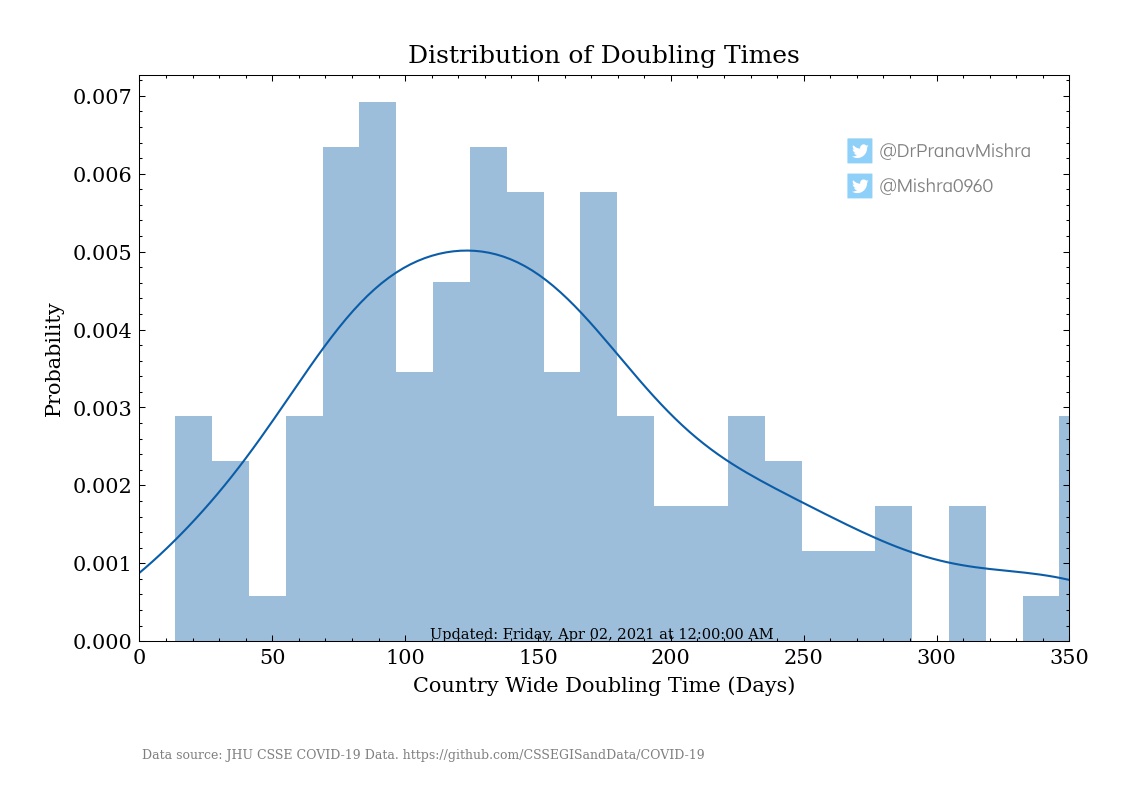 Distribution of Doubling Times
0.007
0.006
0.005
0.004
0.003
0.002
0.001
0.000
Probability
@DrPranavMishra
@Mishra0960
Updated: Friday, Apr 02, 2021 at 12:00:00 AM
0 50 100 150 200 250 300 350
Country Wide Doubling Time (Days)
Data source: JHU CSSE COVID-19 Data. https://github.com/CSSEGISandData/COVID-19